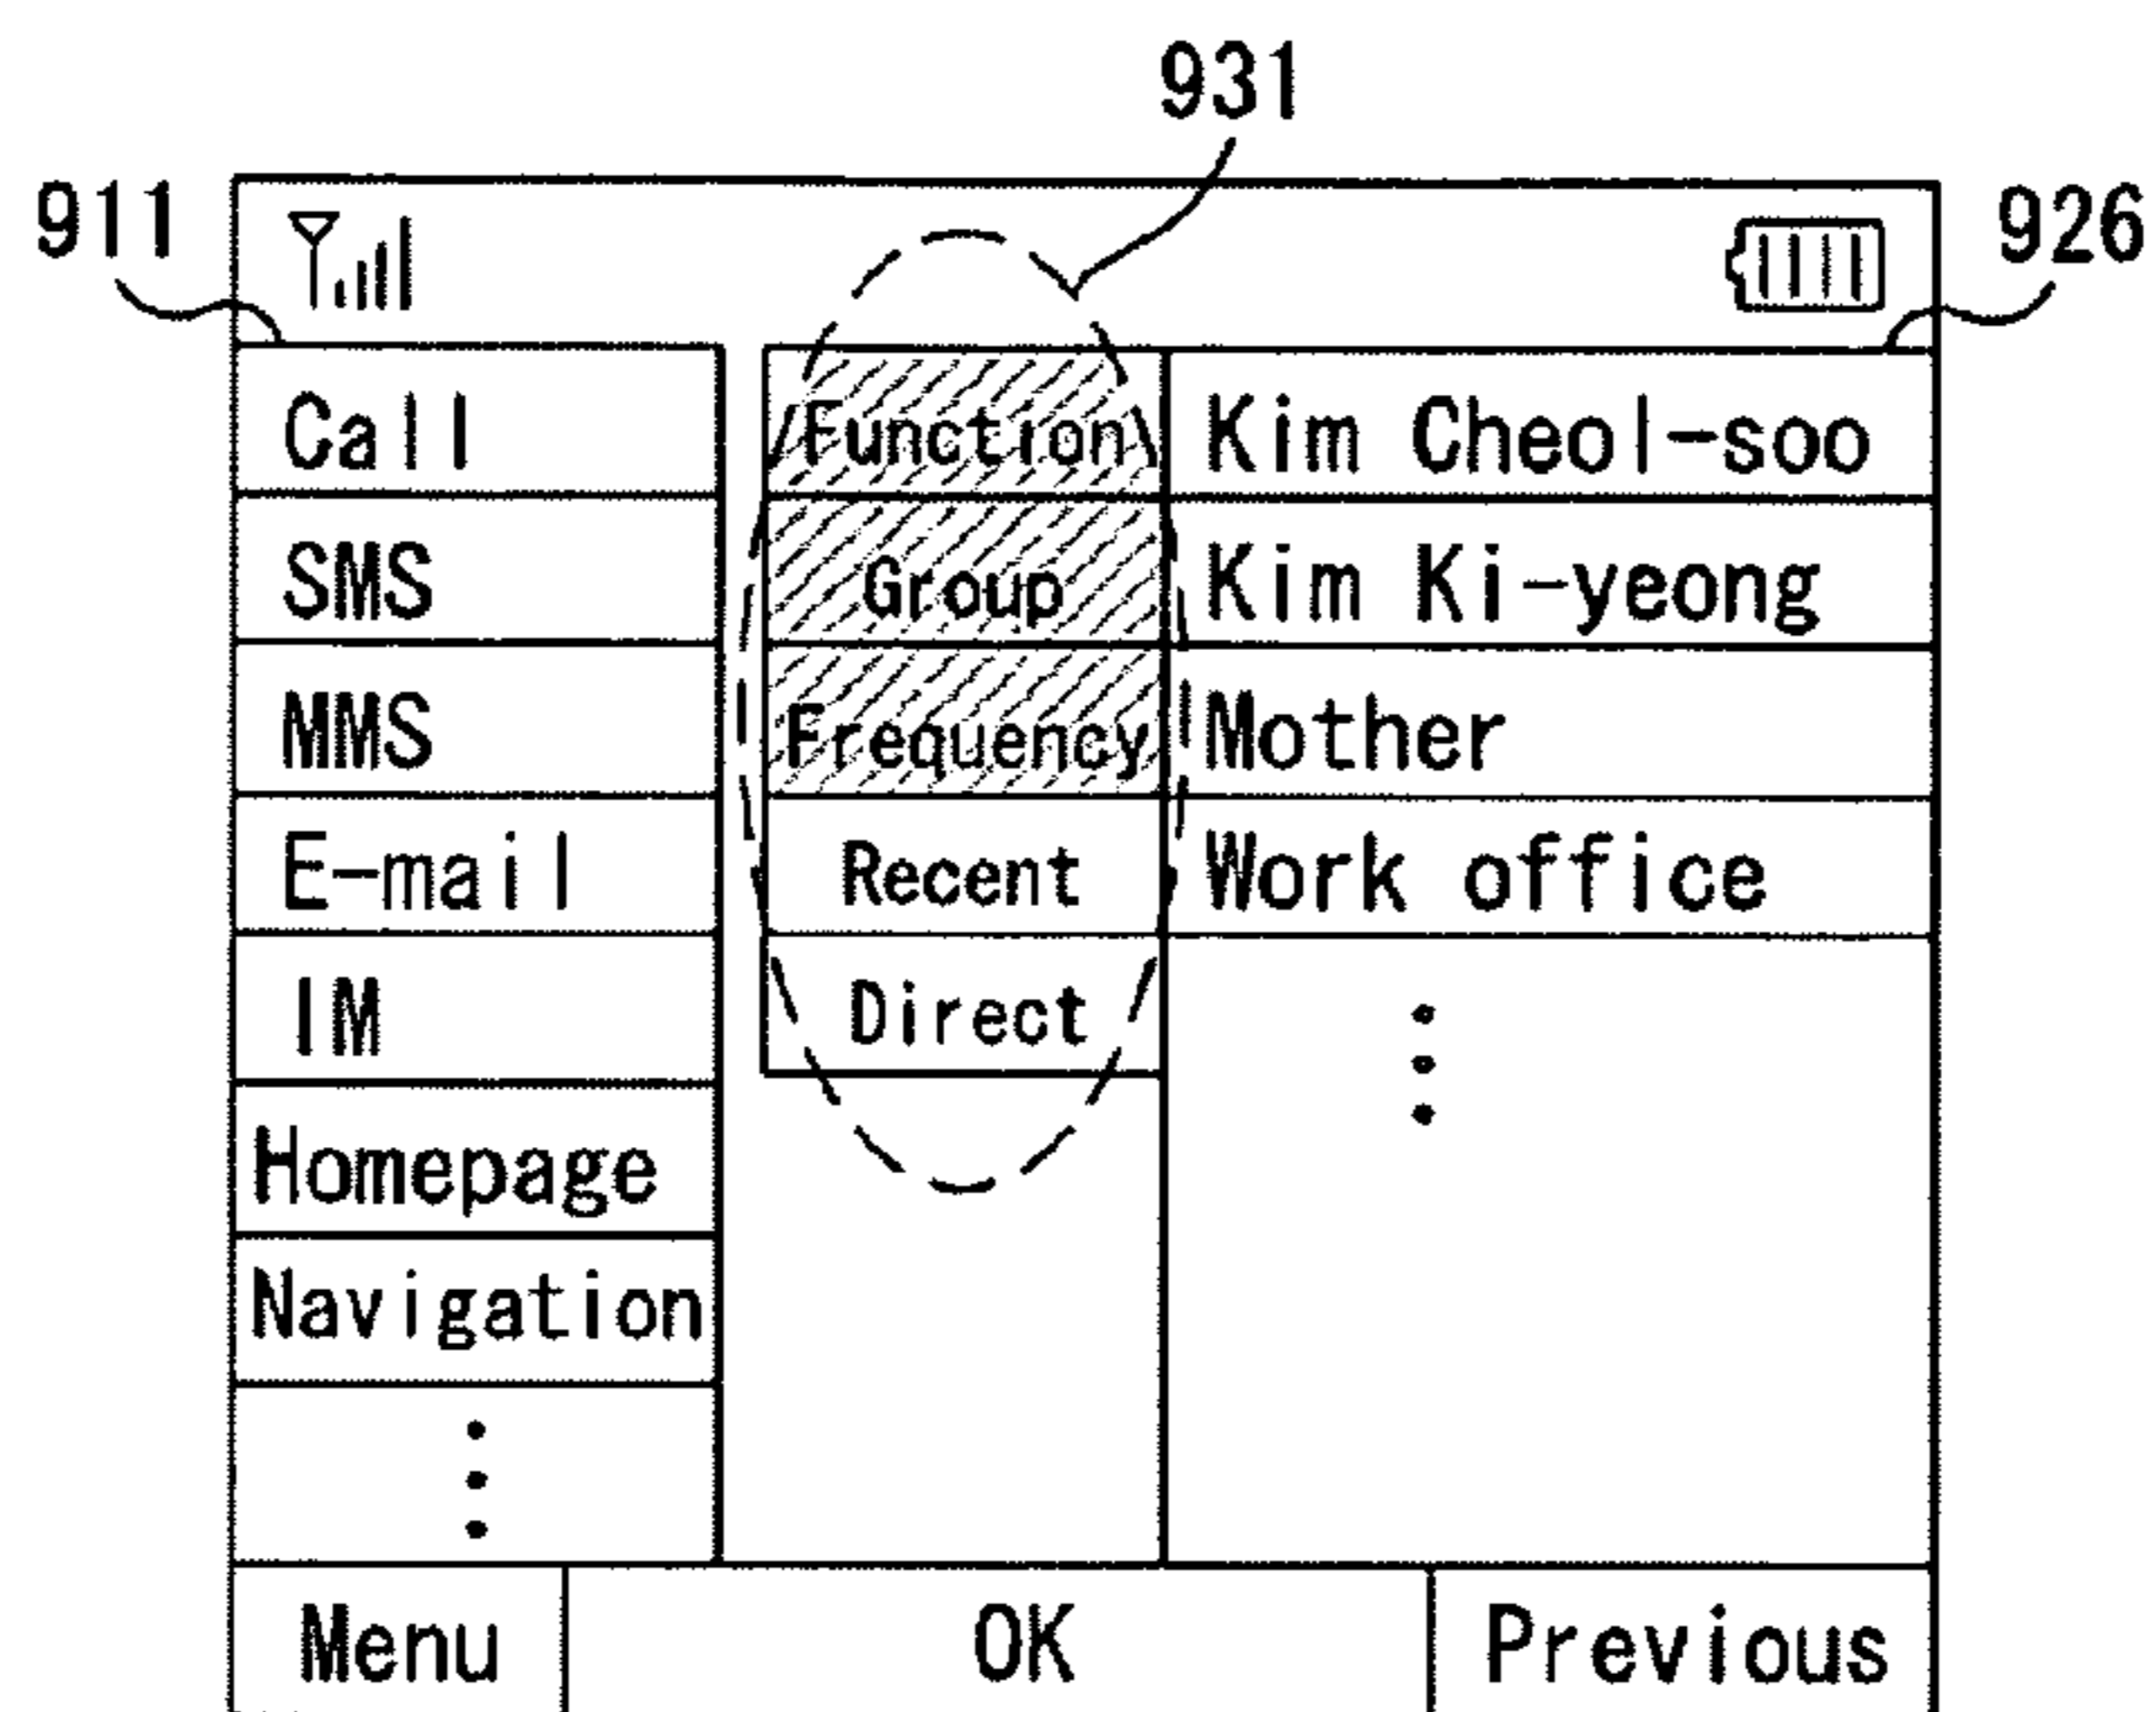 931
911
926
Call
Function
Kim Cheol-soo
SMS
Group
Kim Ki-yeong
MMS
Frequency
Mother
E-mail
Recent
Work office
IM
Direct
Homepage
Navigation
Menu
OK
Previous